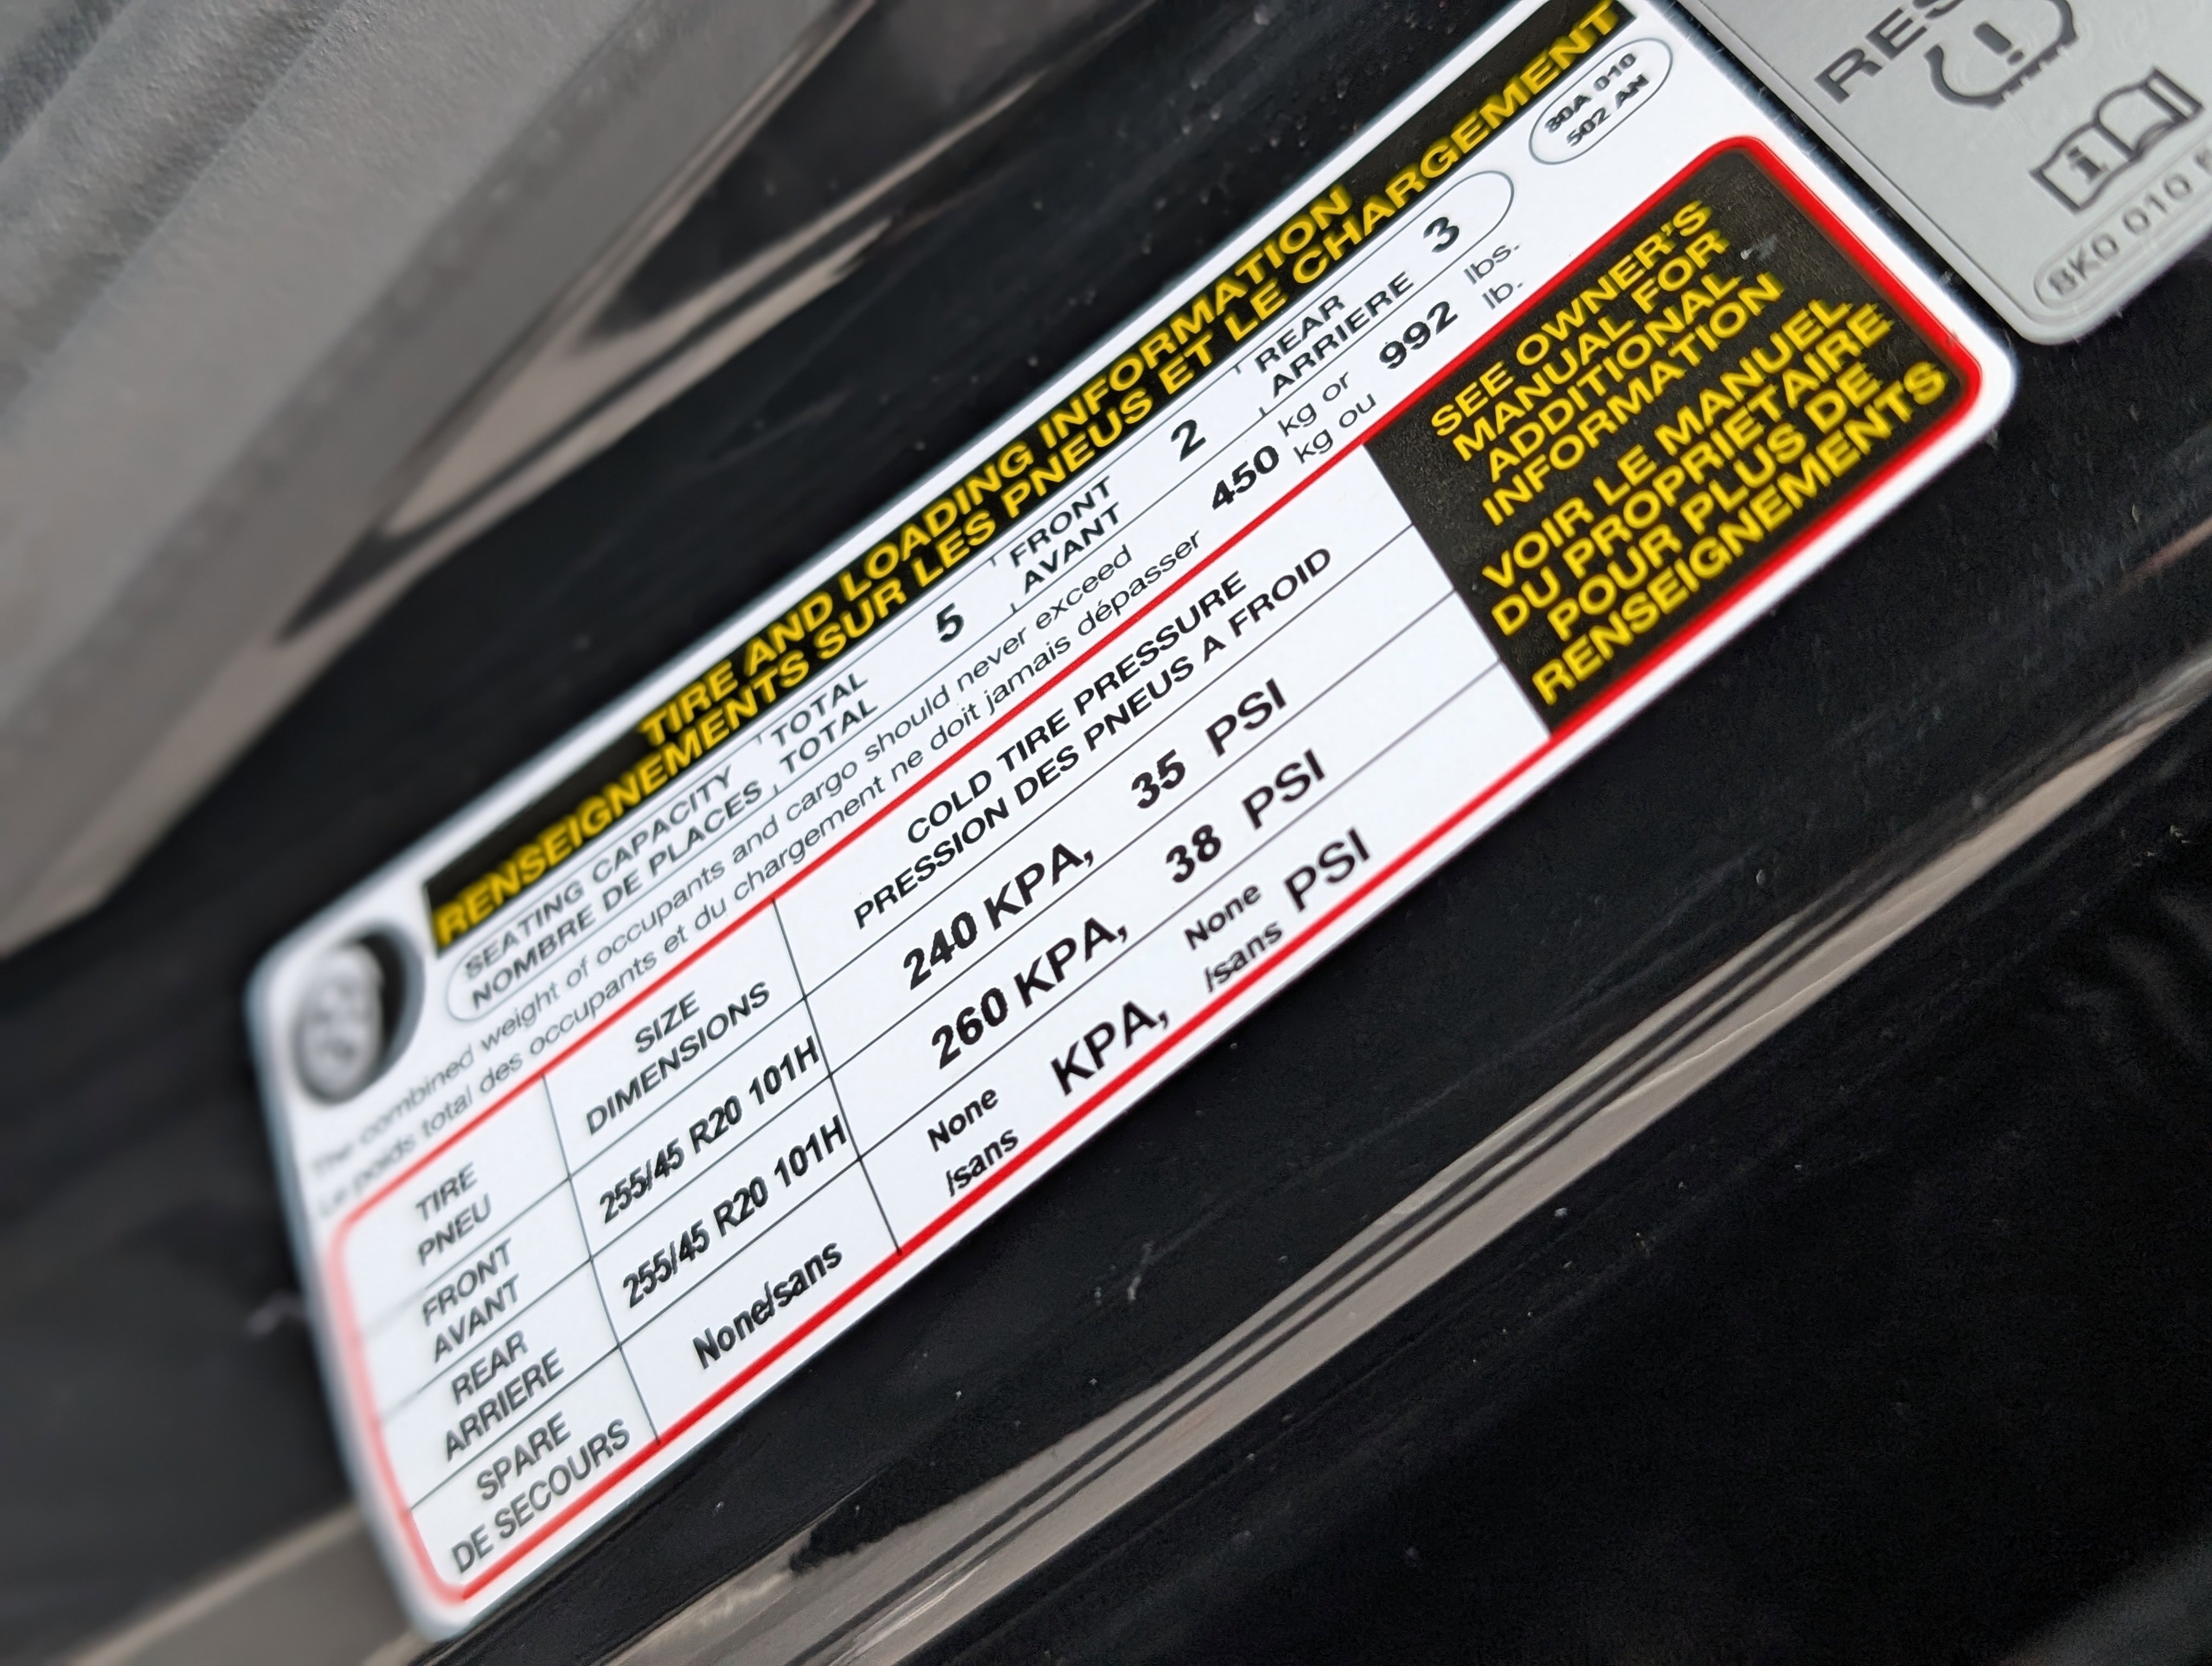 TIRE AND LOADING INFORMATION
RENSEIGNEMENTS SUR LES PNEUS ET LE CHARGEMENT
80A 010
502 AN
SEATING CAPACITY TOTAL 5 FRONT 2 REAR 3
NOMBRE DE PLACES TOTAL AVANT ARRIERE
The combined weight of occupants and cargo should never exceed 450 kg or 992 lbs.
Le poids total des occupants et du chargement ne doit jamais dépasser kg ou lb.
TIRE SIZE COLD TIRE PRESSURE
PNEU DIMENSIONS PRESSION DES PNEUS A FROID
FRONT 255/45 R20 101H 240 KPA, 35 PSI
AVANT
REAR 255/45 R20 101H 260 KPA, 38 PSI
ARRIERE
SPARE None/sans None KPA, None PSI
DE SECOURS /sans /sans
SEE OWNER'S
MANUAL FOR
ADDITIONAL
INFORMATION
VOIR LE MANUEL
DU PROPRIETAIRE
POUR PLUS DE
RENSEIGNEMENTS
8K0 010